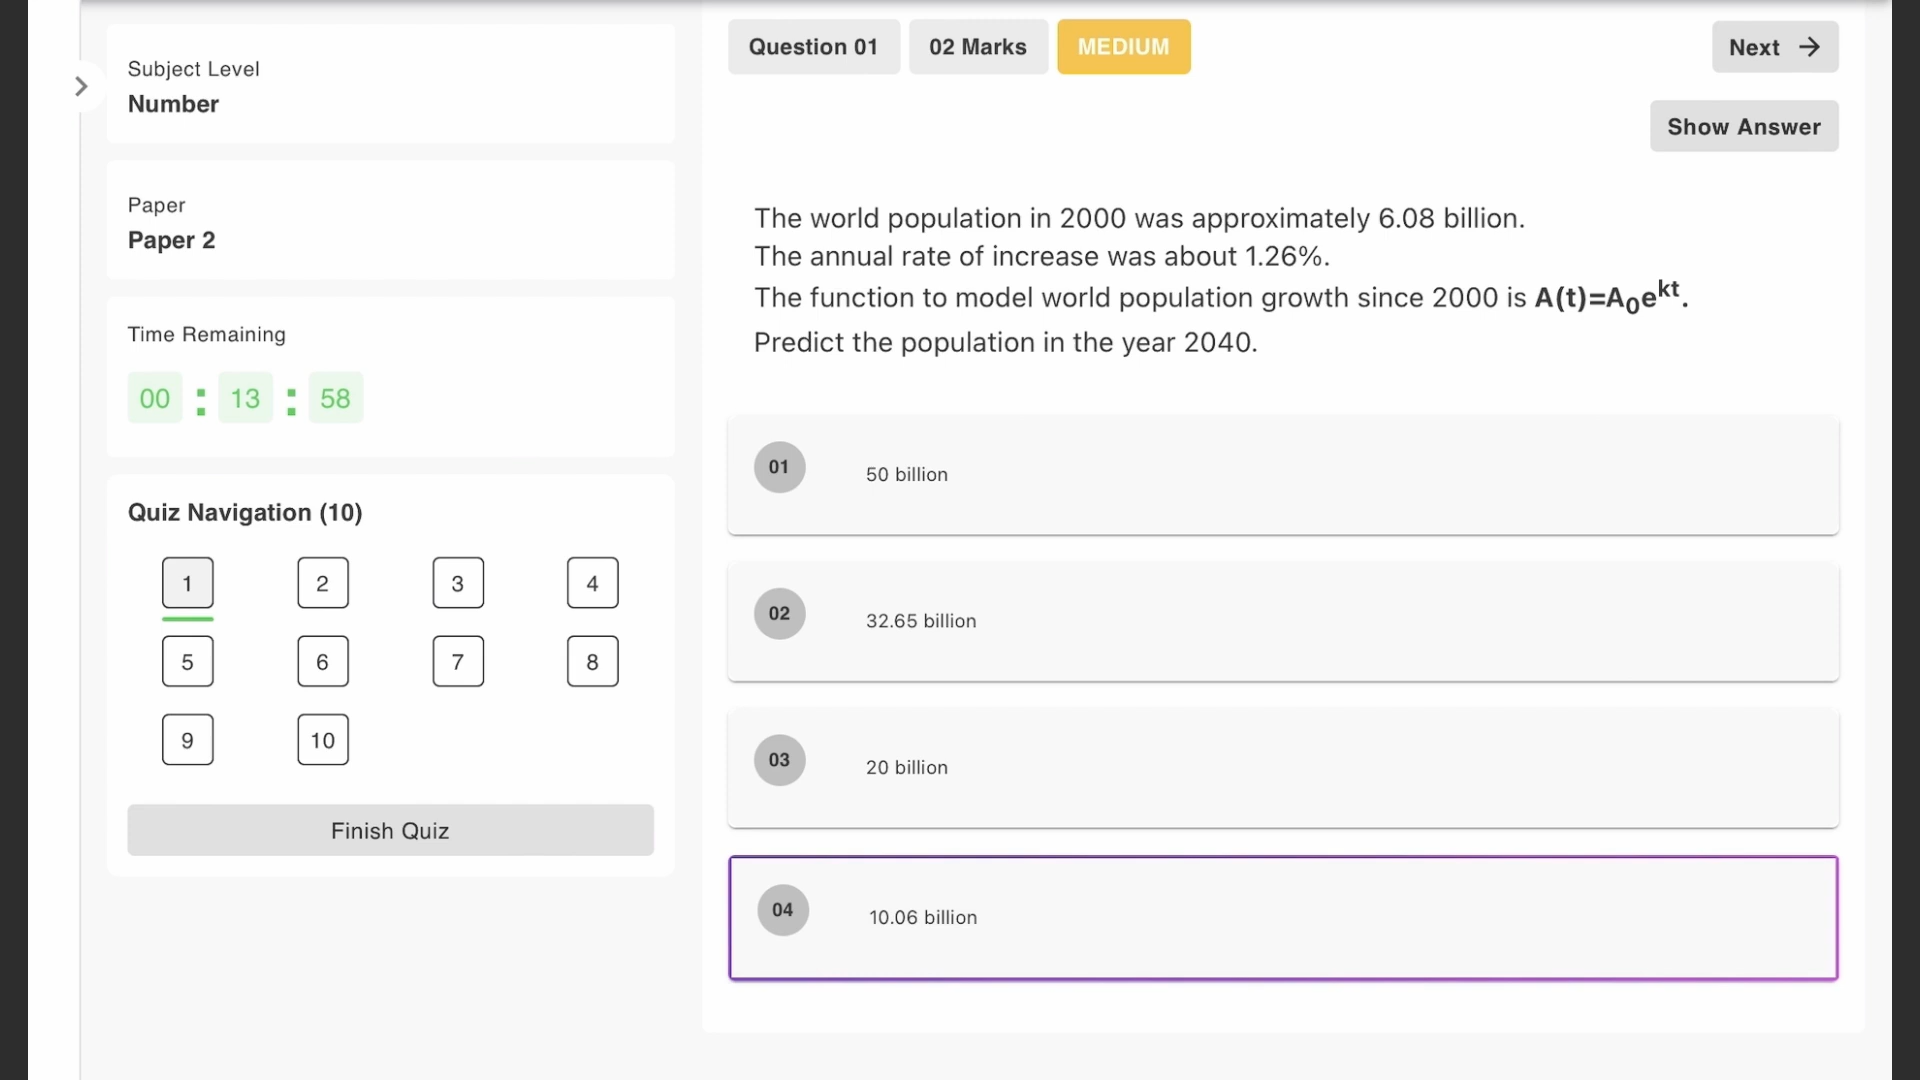 Subject Level
Number
Paper
Paper 2
Time Remaining
00 : 13 : 58
Quiz Navigation (10)
1 2 3 4
5 6 7 8
9 10
Finish Quiz
Question 01 02 Marks MEDIUM Next →
Show Answer
The world population in 2000 was approximately 6.08 billion.
The annual rate of increase was about 1.26%.
The function to model world population growth since 2000 is A(t)=A₀eᵏᵗ.
Predict the population in the year 2040.
01 50 billion
02 32.65 billion
03 20 billion
04 10.06 billion